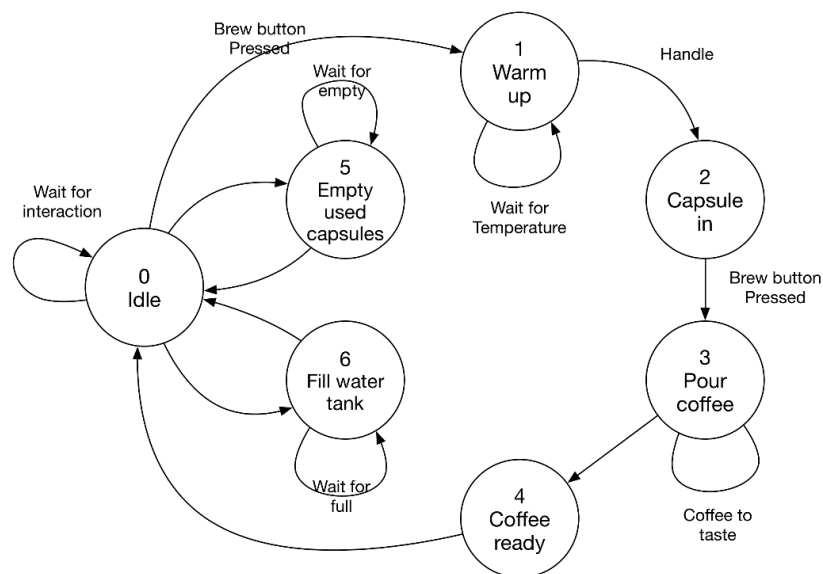 Brew button
Pressed
1
Warm
up
Handle
Wait for
empty
5
Empty
used
capsules
Wait for
Temperature
2
Capsule
in
Wait for
interaction
0
Idle
Brew button
Pressed
6
Fill water
tank
3
Pour
coffee
Wait for
full
4
Coffee
ready
Coffee to
taste